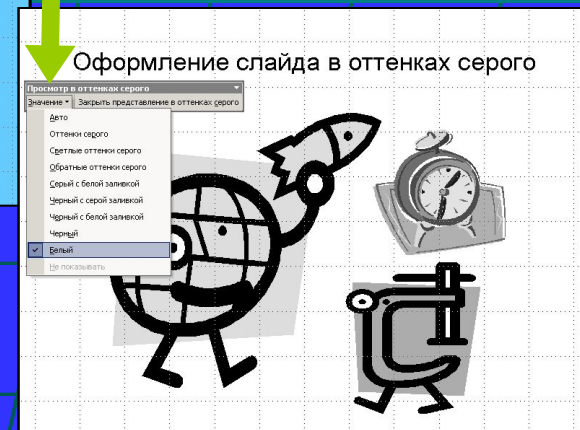 Оформление слайда в оттенках серого
Просмотр в оттенках серого
Значение Закрыть представление в оттенках серого
Авто
Оттенки серого
Светлые оттенки серого
Обратные оттенки серого
Серый с белой заливкой
Черный с серой заливкой
Черный с белой заливкой
Черный
Белый
Не показывать